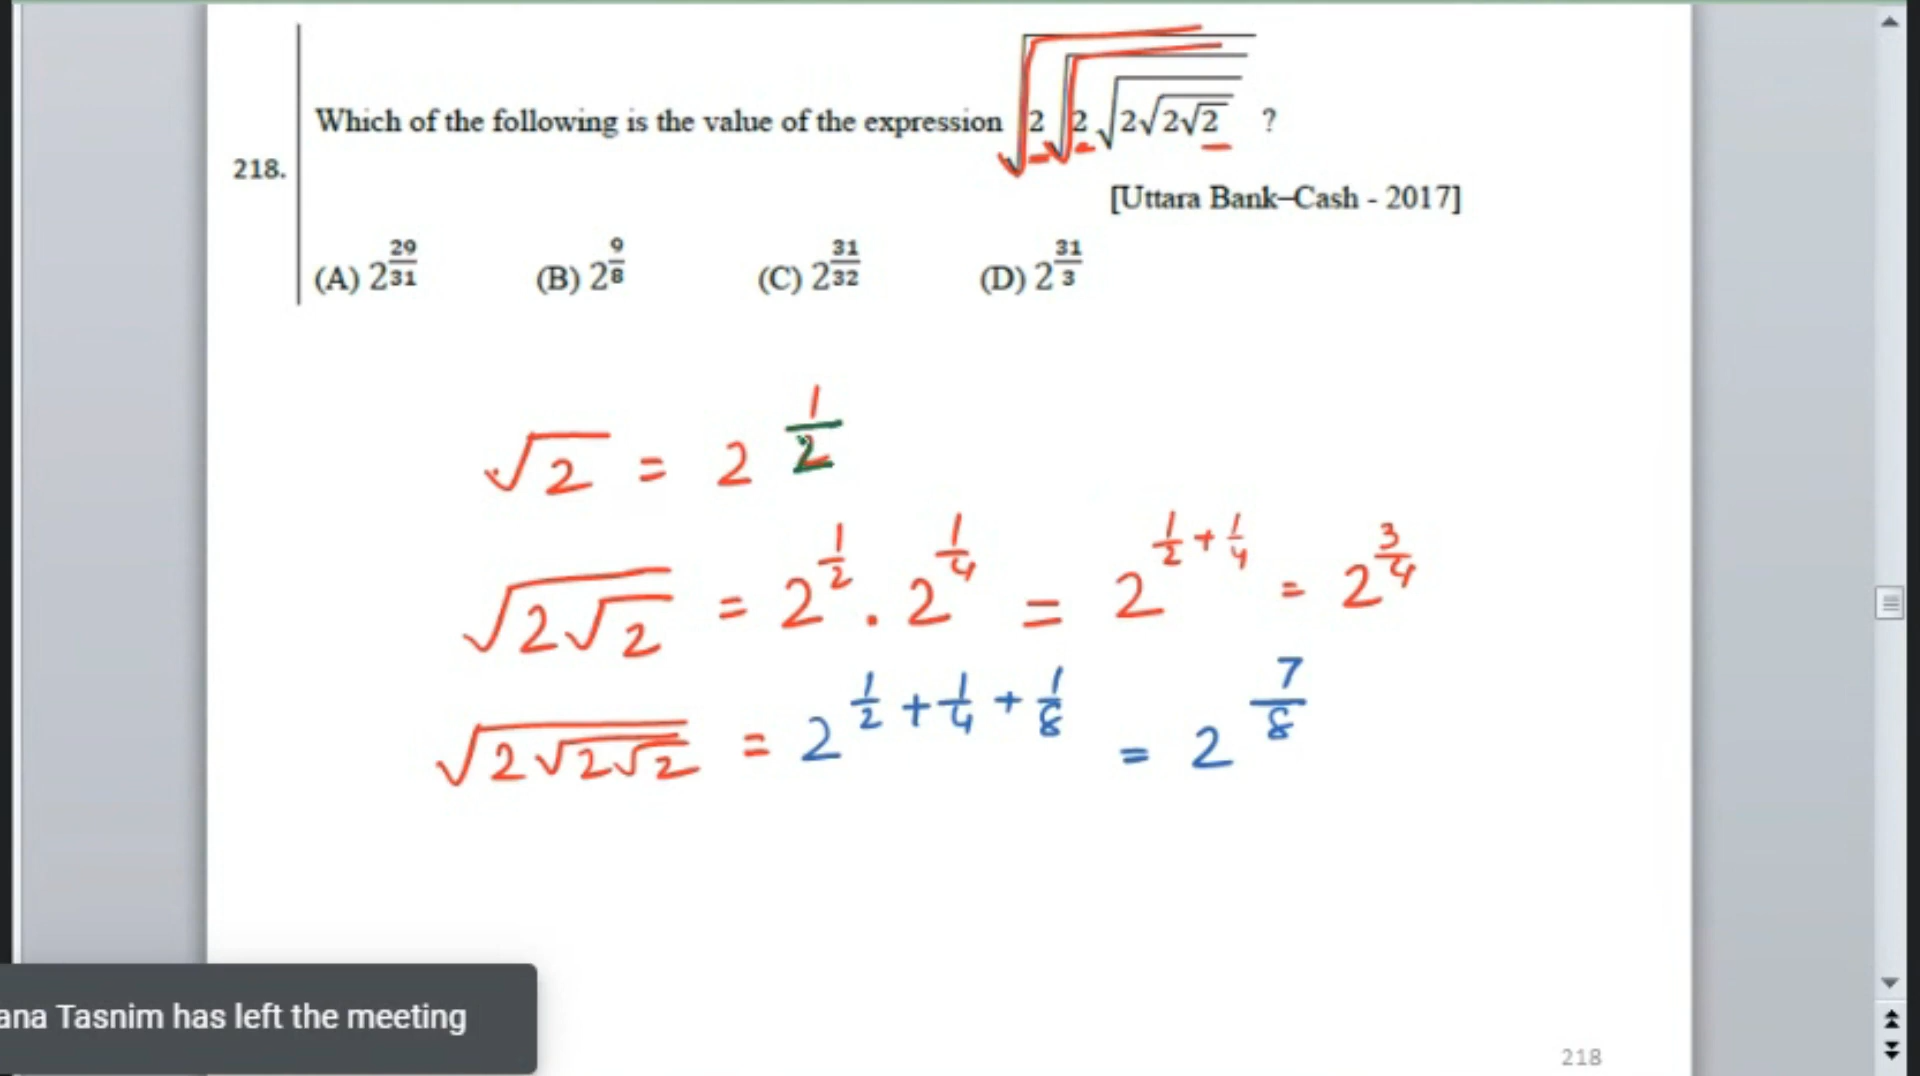 Which of the following is the value of the expression √2√2√2√2√2 ?
218.
[Uttara Bank–Cash - 2017]
(A) 2^29/31 (B) 2^9/8 (C) 2^31/32 (D) 2^31/3
√2 = 2^1/2
√2√2 = 2^1/2 . 2^1/4 = 2^1/2+1/4 = 2^3/4
√2√2√2 = 2^1/2+1/4+1/8 = 2^7/8
ana Tasnim has left the meeting
218